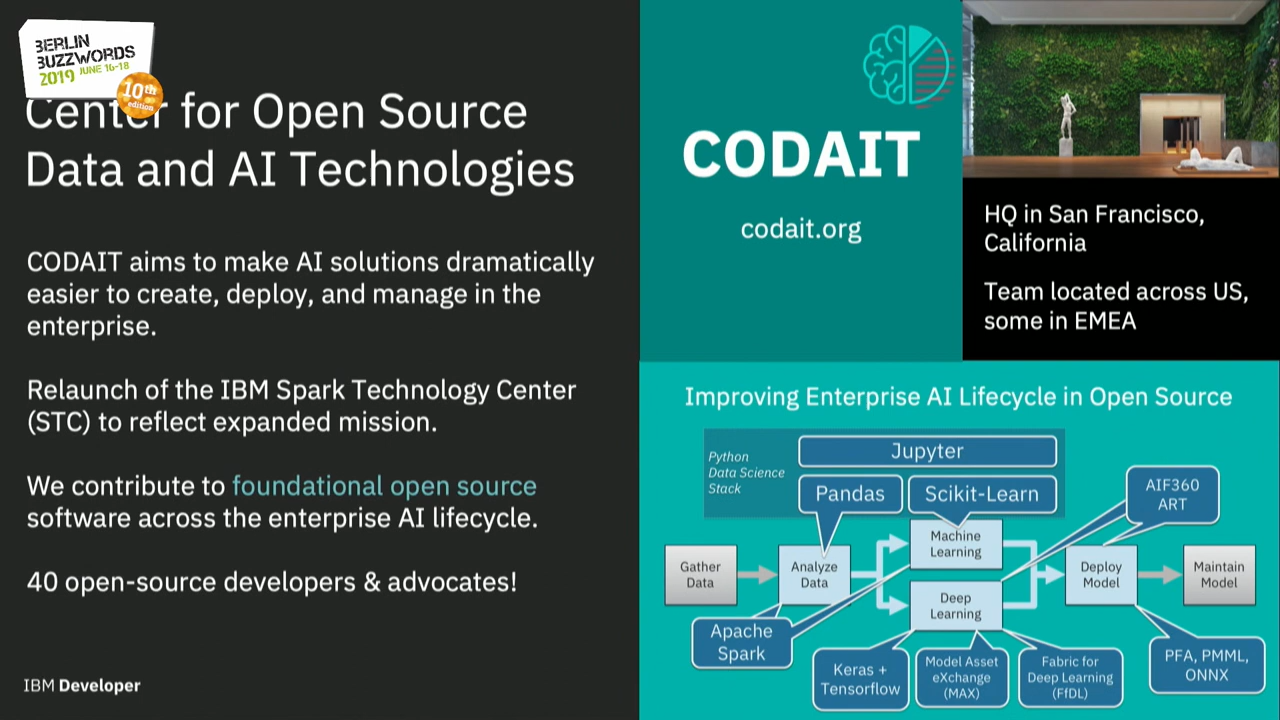 BERLIN
BUZZWORDS
2019 JUNE 16-18
10th
edition
Center for Open Source
Data and AI Technologies
CODAIT aims to make AI solutions dramatically
easier to create, deploy, and manage in the
enterprise.
Relaunch of the IBM Spark Technology Center
(STC) to reflect expanded mission.
We contribute to foundational open source
software across the enterprise AI lifecycle.
40 open-source developers & advocates!
IBM Developer
CODAIT
codait.org
HQ in San Francisco,
California
Team located across US,
some in EMEA
Improving Enterprise AI Lifecycle in Open Source
Python
Data Science
Stack
Jupyter
Pandas
Scikit-Learn
AIF360
ART
Gather
Data
Analyze
Data
Machine
Learning
Deep
Learning
Deploy
Model
Maintain
Model
Apache
Spark
Keras +
Tensorflow
Model Asset
eXchange
(MAX)
Fabric for
Deep Learning
(FfDL)
PFA, PMML,
ONNX